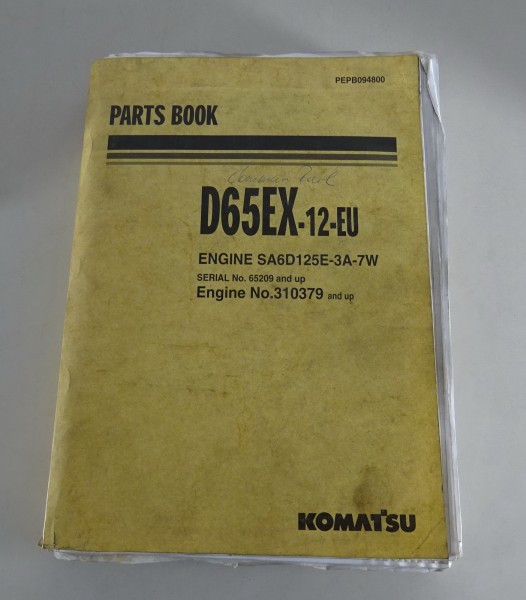 PEPB094800
PARTS BOOK
D65EX-12-EU
ENGINE SA6D125E-3A-7W
SERIAL No. 65209 and up
Engine No.310379 and up
KOMATSU